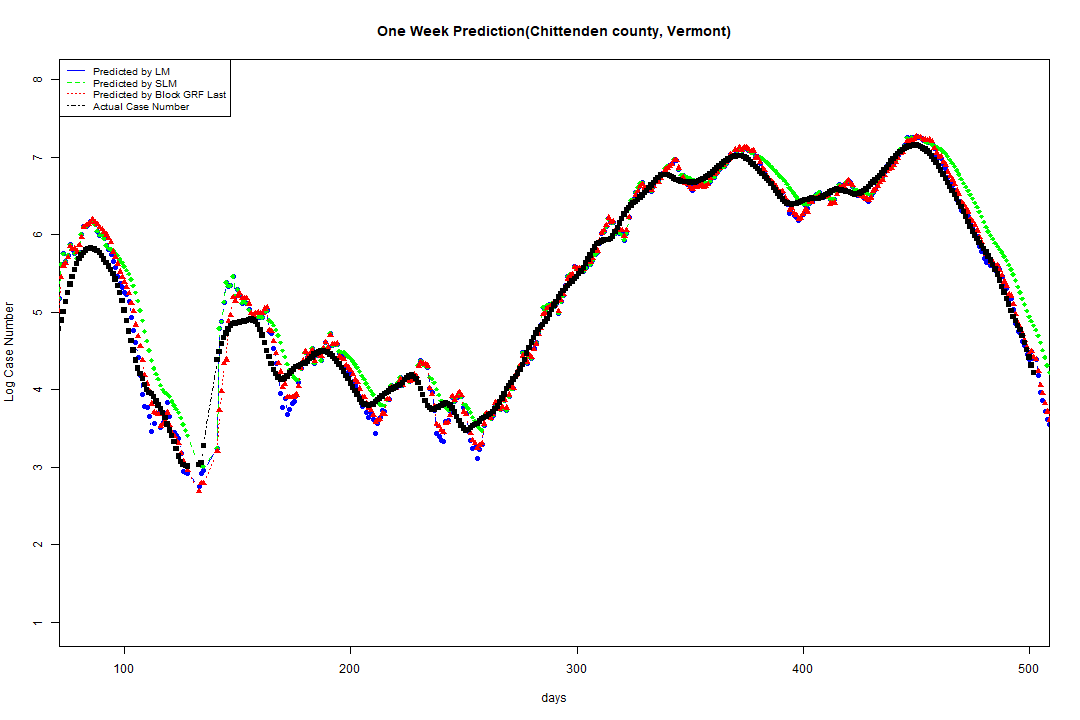 One Week Prediction(Chittenden county, Vermont)
Predicted by LM
Predicted by SLM
Predicted by Block GRF Last
Actual Case Number
8
7
6
5
4
3
2
1
Log Case Number
100 200 300 400 500
days